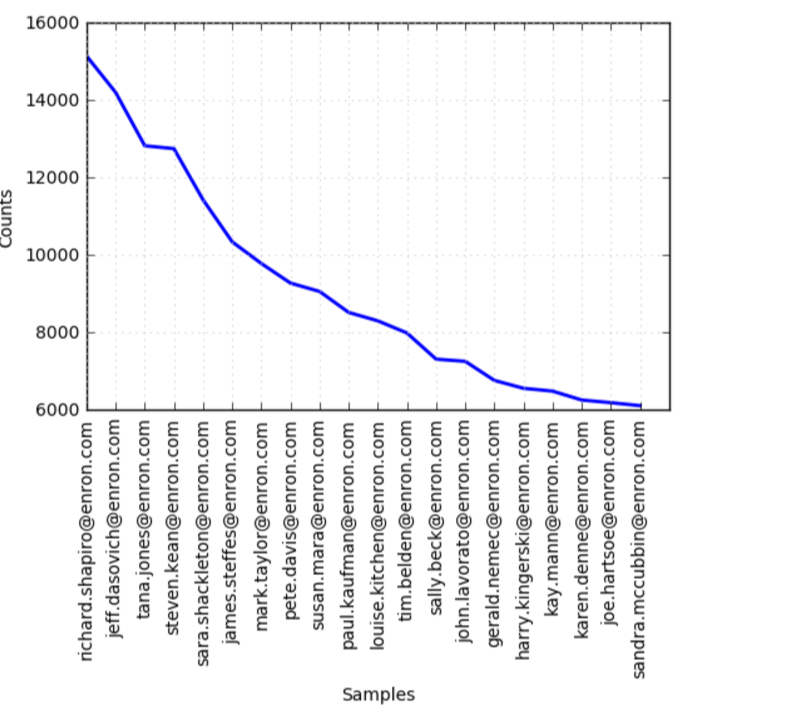 16000
14000
12000
10000
8000
6000
Counts
richard.shapiro@enron.com
jeff.dasovich@enron.com
tana.jones@enron.com
steven.kean@enron.com
sara.shackleton@enron.com
james.steffes@enron.com
mark.taylor@enron.com
pete.davis@enron.com
susan.mara@enron.com
paul.kaufman@enron.com
louise.kitchen@enron.com
tim.belden@enron.com
sally.beck@enron.com
john.lavorato@enron.com
gerald.nemec@enron.com
harry.kingerski@enron.com
kay.mann@enron.com
karen.denne@enron.com
joe.hartsoe@enron.com
sandra.mccubbin@enron.com
Samples